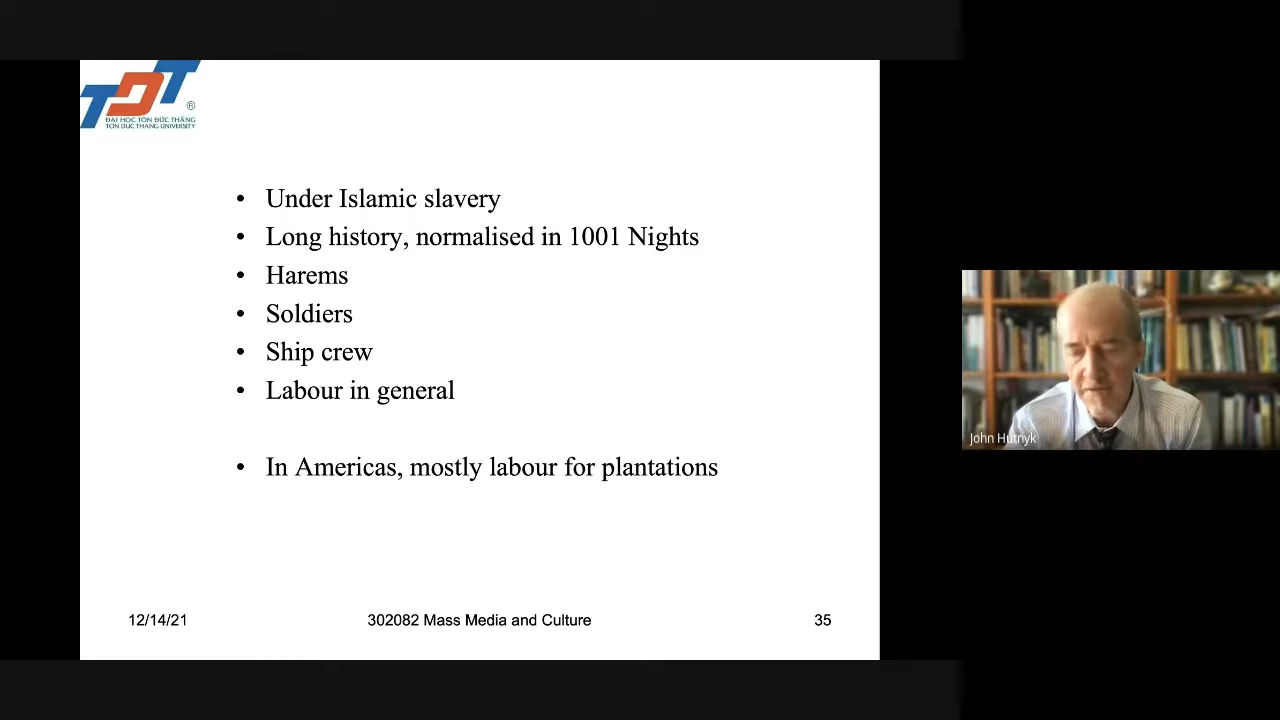 TDT
®
ĐẠI HỌC TÔN ĐỨC THẮNG
TON DUC THANG UNIVERSITY
• Under Islamic slavery
• Long history, normalised in 1001 Nights
• Harems
• Soldiers
• Ship crew
• Labour in general
• In Americas, mostly labour for plantations
12/14/21 302082 Mass Media and Culture 35
John Hutnyk